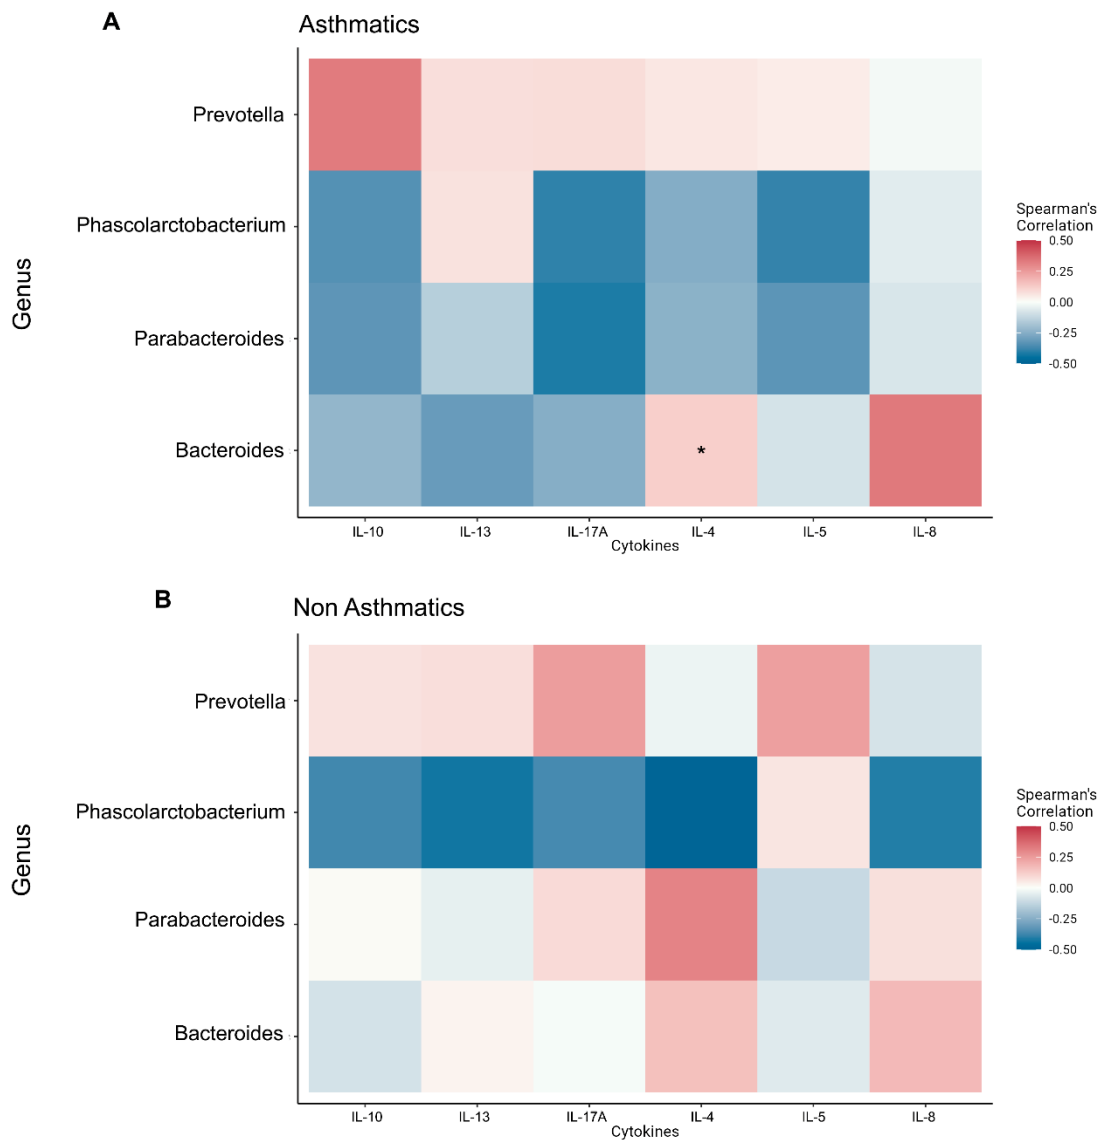 A
Asthmatics
Genus
Prevotella
Phascolarctobacterium
Parabacteroides
Bacteroides
*
IL-10 IL-13 IL-17A IL-4 IL-5 IL-8
Cytokines
Spearman's
Correlation
0.50
0.25
0.00
-0.25
-0.50
B
Non Asthmatics
Genus
Prevotella
Phascolarctobacterium
Parabacteroides
Bacteroides
IL-10 IL-13 IL-17A IL-4 IL-5 IL-8
Cytokines
Spearman's
Correlation
0.50
0.25
0.00
-0.25
-0.50